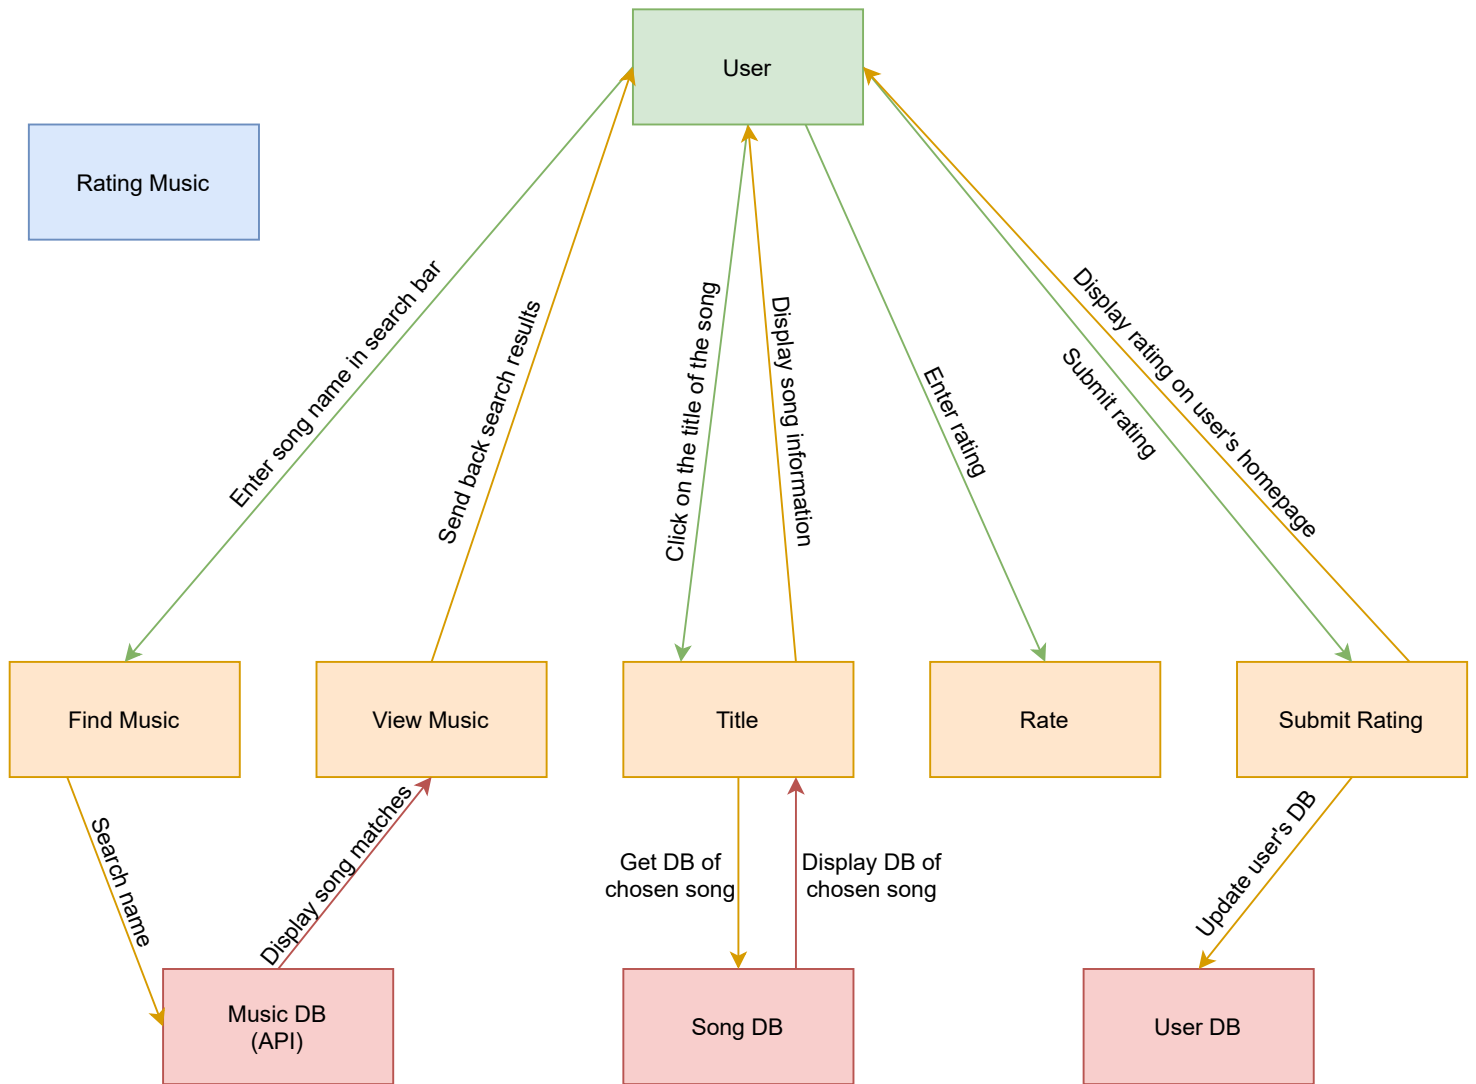 User
Rating Music
Enter song name in search bar
Send back search results
Click on the title of the song
Display song information
Enter rating
Submit rating
Display rating on user's homepage
Find Music
View Music
Title
Rate
Submit Rating
Search name
Display song matches
Get DB of
chosen song
Display DB of
chosen song
Update user's DB
Music DB
(API)
Song DB
User DB